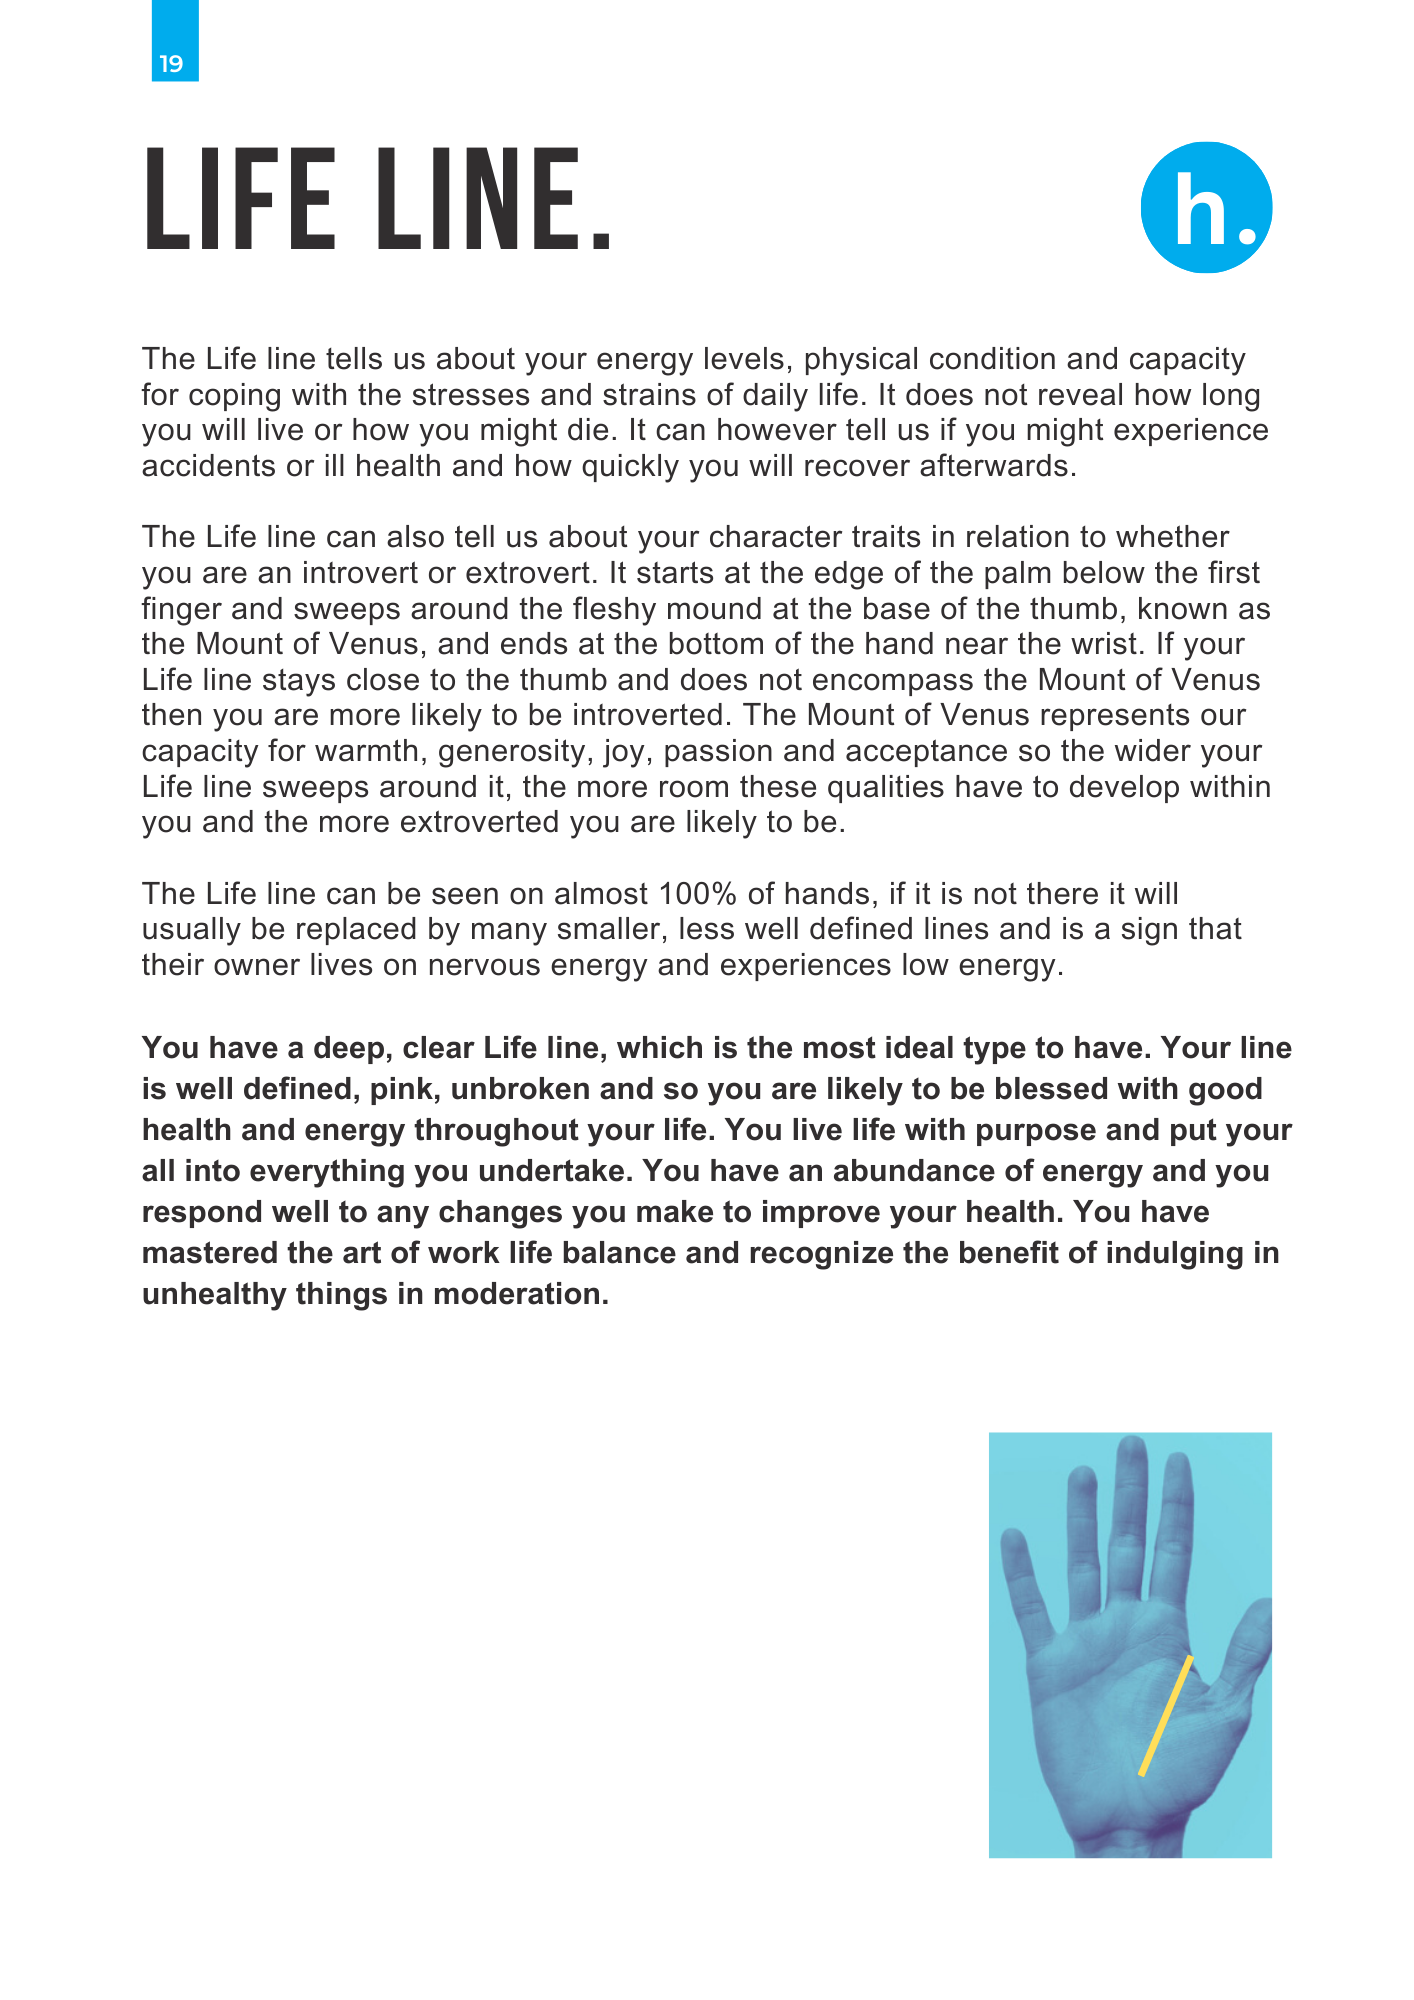 19
LIFE LINE.
h.
The Life line tells us about your energy levels, physical condition and capacity
for coping with the stresses and strains of daily life. It does not reveal how long
you will live or how you might die. It can however tell us if you might experience
accidents or ill health and how quickly you will recover afterwards.
The Life line can also tell us about your character traits in relation to whether
you are an introvert or extrovert. It starts at the edge of the palm below the first
finger and sweeps around the fleshy mound at the base of the thumb, known as
the Mount of Venus, and ends at the bottom of the hand near the wrist. If your
Life line stays close to the thumb and does not encompass the Mount of Venus
then you are more likely to be introverted. The Mount of Venus represents our
capacity for warmth, generosity, joy, passion and acceptance so the wider your
Life line sweeps around it, the more room these qualities have to develop within
you and the more extroverted you are likely to be.
The Life line can be seen on almost 100% of hands, if it is not there it will
usually be replaced by many smaller, less well defined lines and is a sign that
their owner lives on nervous energy and experiences low energy.
You have a deep, clear Life line, which is the most ideal type to have. Your line
is well defined, pink, unbroken and so you are likely to be blessed with good
health and energy throughout your life. You live life with purpose and put your
all into everything you undertake. You have an abundance of energy and you
respond well to any changes you make to improve your health. You have
mastered the art of work life balance and recognize the benefit of indulging in
unhealthy things in moderation.